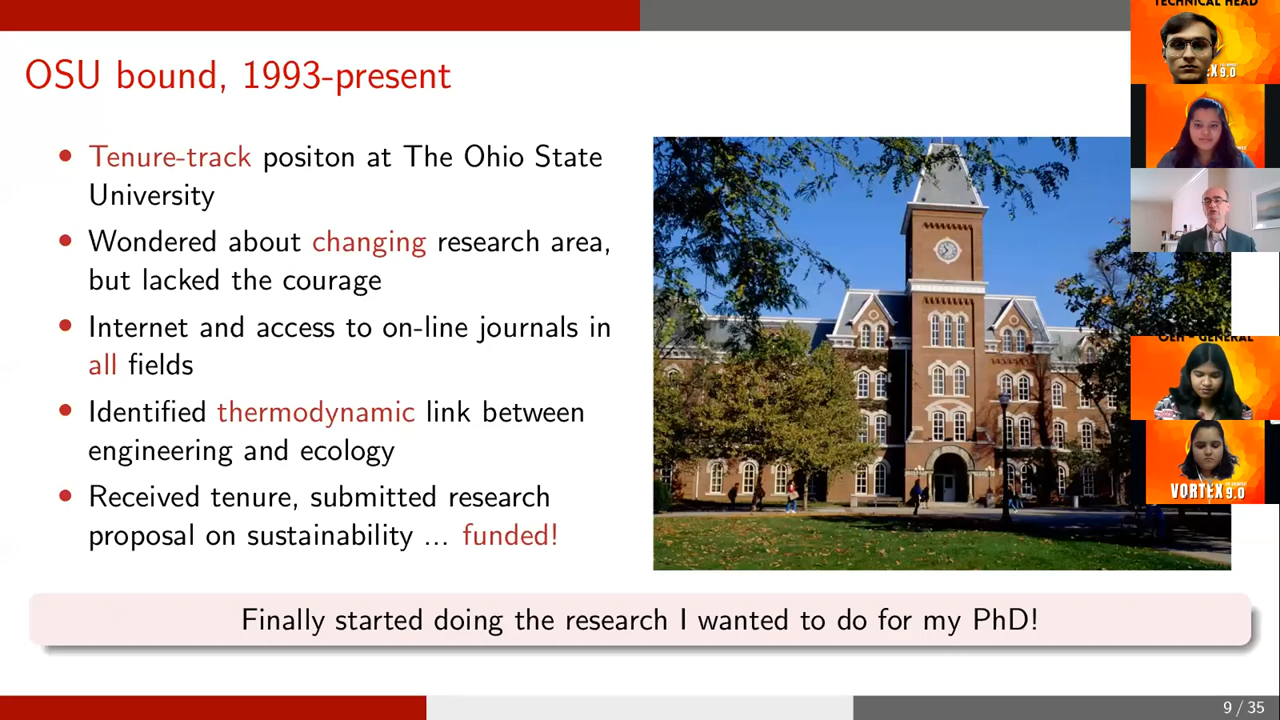 OSU bound, 1993-present
• Tenure-track positon at The Ohio State
University
• Wondered about changing research area,
but lacked the courage
• Internet and access to on-line journals in
all fields
• Identified thermodynamic link between
engineering and ecology
• Received tenure, submitted research
proposal on sustainability ... funded!
Finally started doing the research I wanted to do for my PhD!
9 / 35
TECHNICAL HEAD
X 9.0
GENERAL
VORTEX 9.0